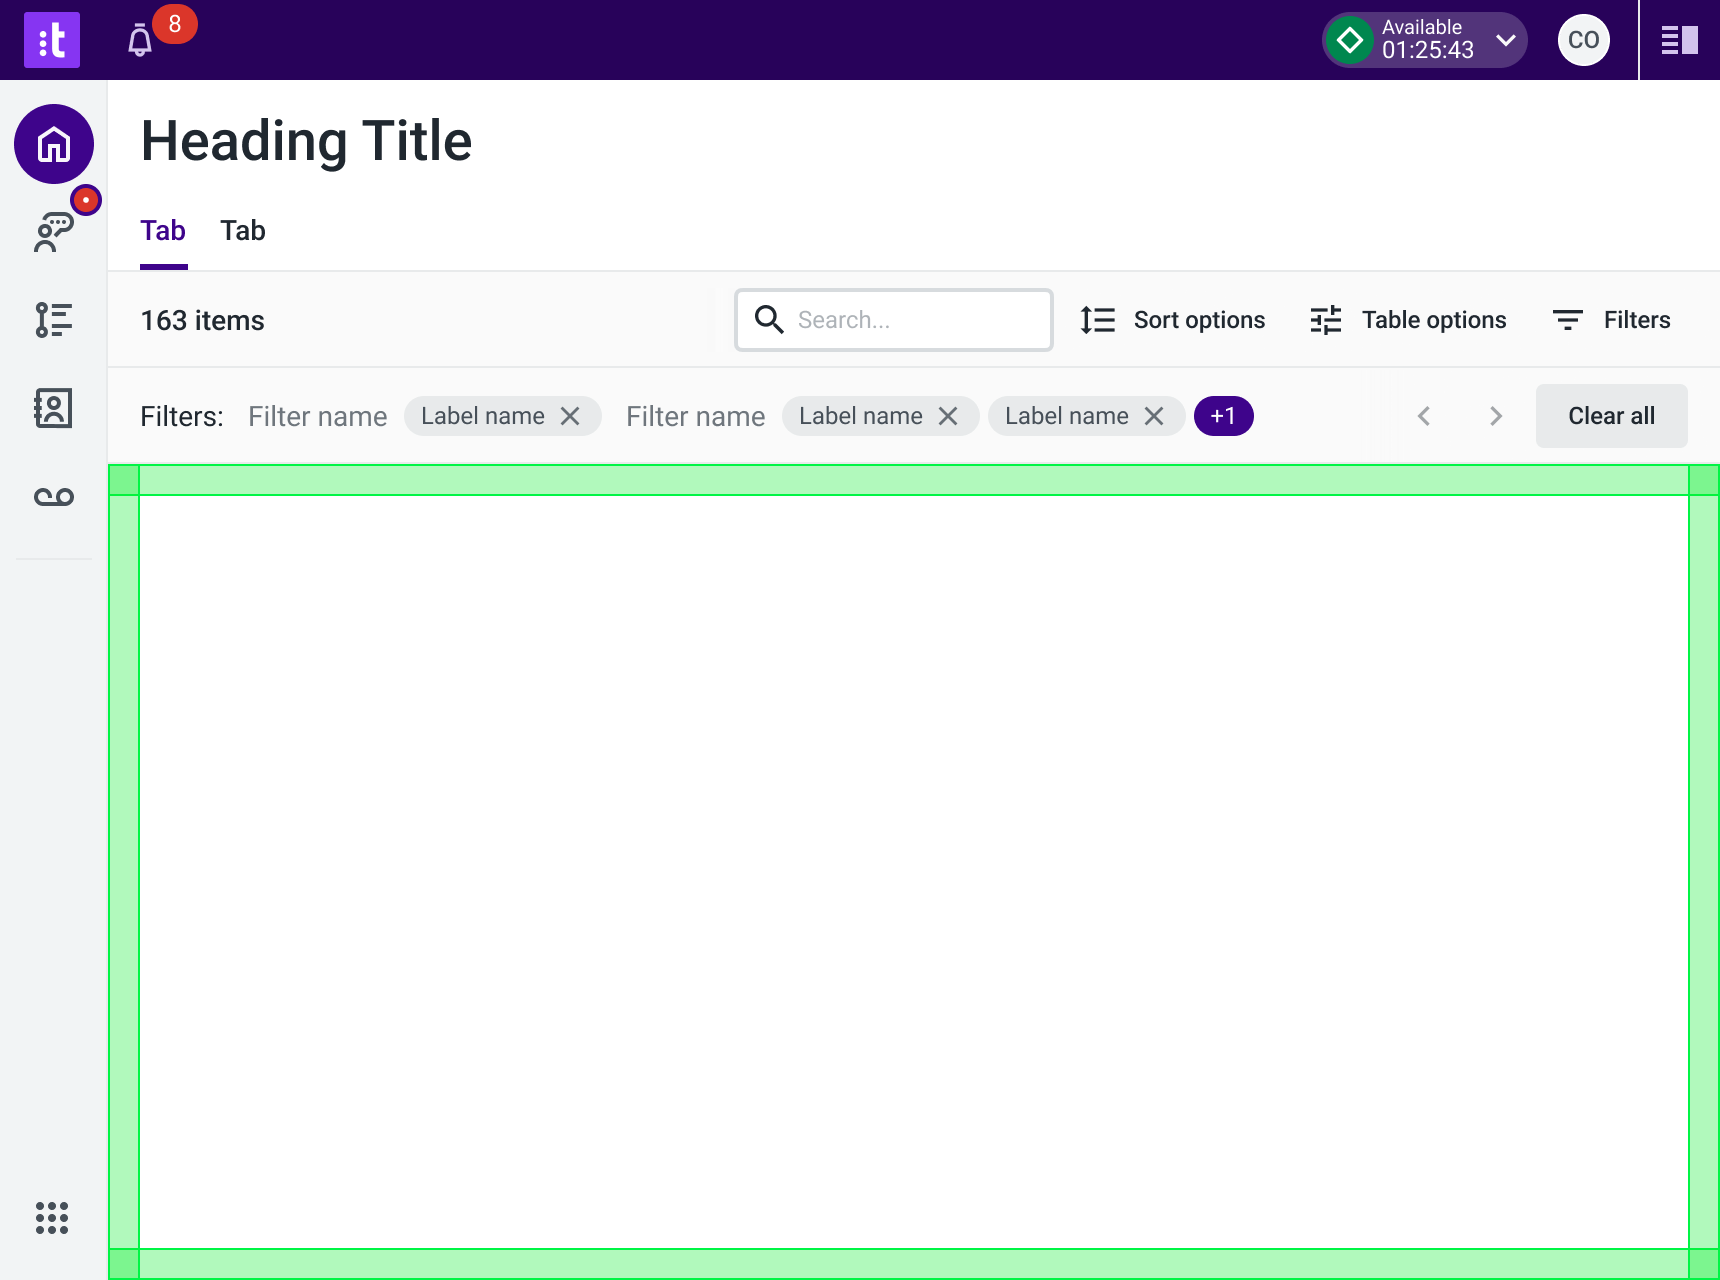 :t
8
Available
01:25:43
CO
Heading Title
Tab Tab
163 items
Search...
Sort options
Table options
Filters
Filters: Filter name Label name Filter name Label name Label name +1
Clear all